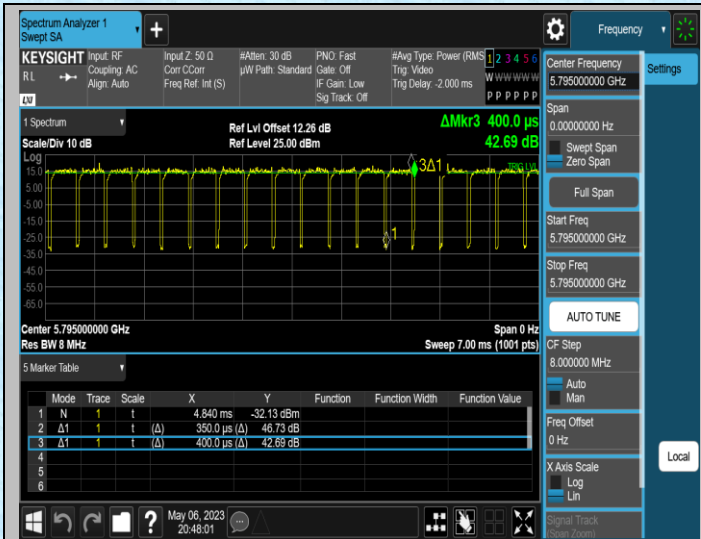 Spectrum Analyzer 1
Swept SA
Frequency
KEYSIGHT
RL
LXI
Input: RF
Coupling: AC
Align: Auto
Input Z: 50 Ω
Corr CCorr
Freq Ref: Int (S)
#Atten: 30 dB
µW Path: Standard
PNO: Fast
Gate: Off
IF Gain: Low
Sig Track: Off
#Avg Type: Power (RMS
Trig: Video
Trig Delay: -2.000 ms
1 2 3 4 5 6
W W W W W W
P P P P P P
1 Spectrum
Scale/Div 10 dB
Ref Lvl Offset 12.26 dB
Ref Level 25.00 dBm
ΔMkr3 400.0 µs
42.69 dB
Log
15.0
5.00
-5.00
-15.0
-25.0
-35.0
-45.0
-55.0
-65.0
3Δ1
TRIG LVL
1
Center 5.795000000 GHz
Span 0 Hz
Res BW 8 MHz
Sweep 7.00 ms (1001 pts)
5 Marker Table
Mode Trace Scale X Y Function Function Width Function Value
1 N 1 t 4.840 ms -32.13 dBm
2 Δ1 1 t (Δ) 350.0 µs (Δ) 46.73 dB
3 Δ1 1 t (Δ) 400.0 µs (Δ) 42.69 dB
4
5
6
?
May 06, 2023
20:48:01
Center Frequency
5.795000000 GHz
Span
0.00000000 Hz
Swept Span
Zero Span
Full Span
Start Freq
5.795000000 GHz
Stop Freq
5.795000000 GHz
AUTO TUNE
CF Step
8.000000 MHz
Auto
Man
Freq Offset
0 Hz
X Axis Scale
Log
Lin
Signal Track
(Span Zoom)
Settings
Local